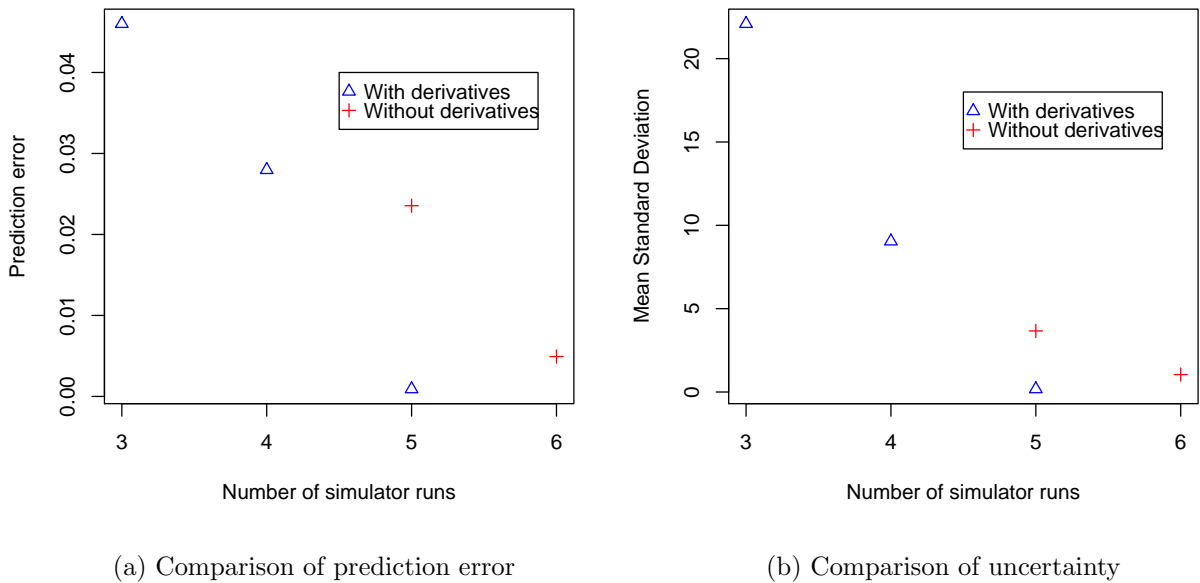 0.00
0.01
0.02
0.03
0.04
Prediction error
With derivatives
Without derivatives
3 4 5 6
Number of simulator runs
(a) Comparison of prediction error
0
5
10
15
20
Mean Standard Deviation
With derivatives
Without derivatives
3 4 5 6
Number of simulator runs
(b) Comparison of uncertainty